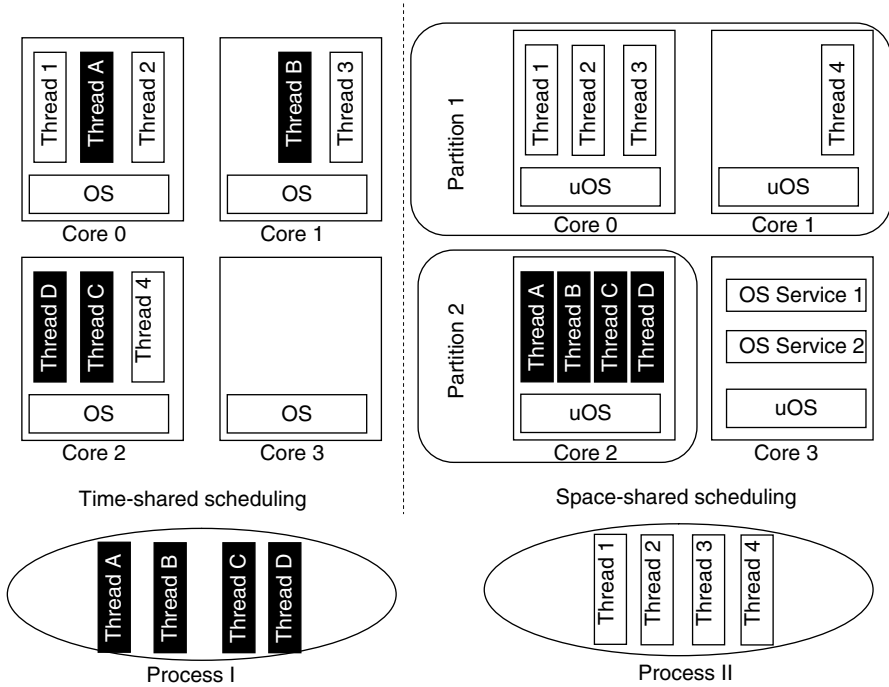 Thread 1
Thread A
Thread 2
OS
Core 0
Thread B
Thread 3
OS
Core 1
Thread D
Thread C
Thread 4
OS
Core 2
OS
Core 3
Time-shared scheduling
Partition 1
Thread 1
Thread 2
Thread 3
uOS
Core 0
Thread 4
uOS
Core 1
Partition 2
Thread A
Thread B
Thread C
Thread D
uOS
Core 2
OS Service 1
OS Service 2
uOS
Core 3
Space-shared scheduling
Thread A
Thread B
Thread C
Thread D
Process I
Thread 1
Thread 2
Thread 3
Thread 4
Process II